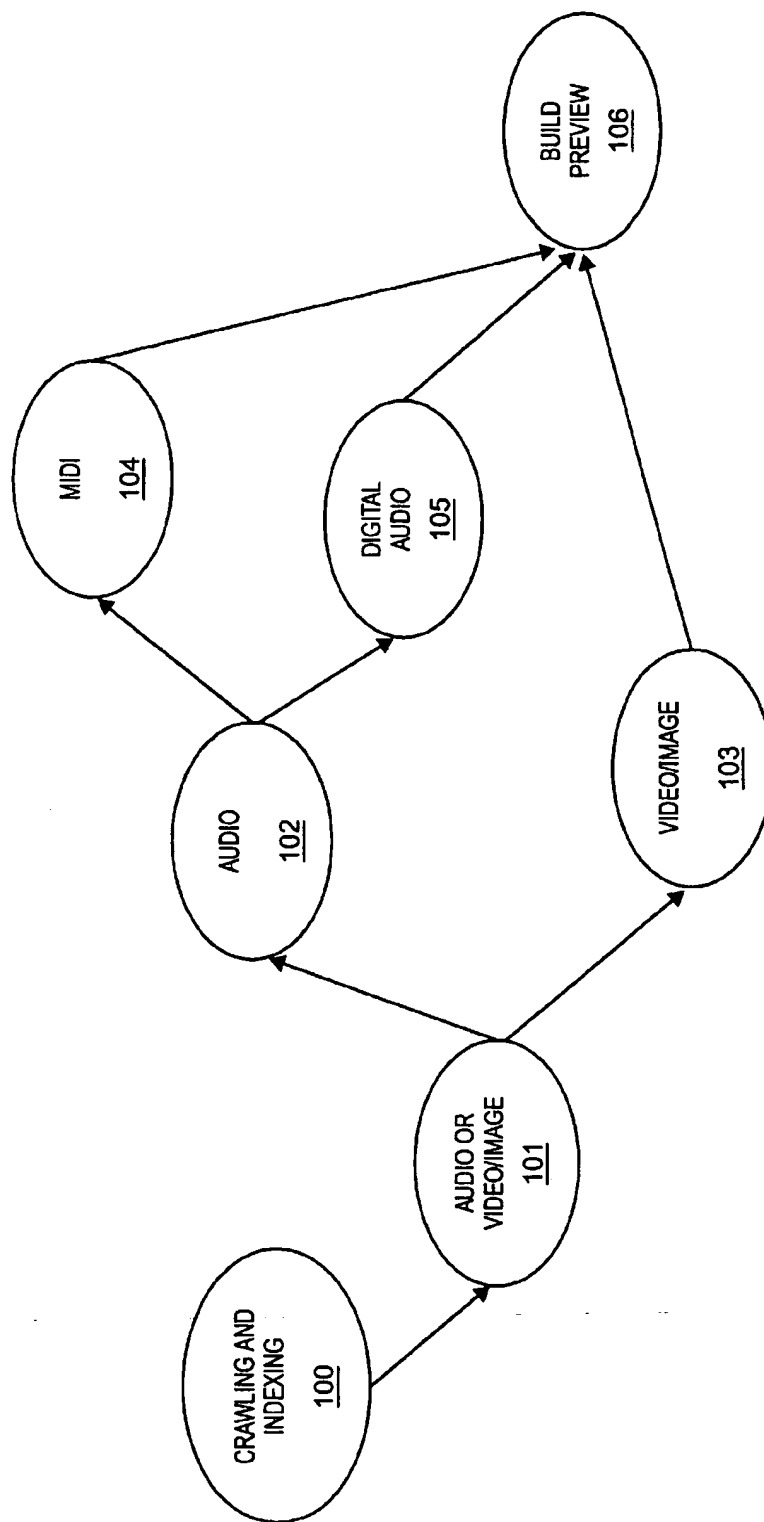 CRAWLING AND
INDEXING
100
AUDIO OR
VIDEO/IMAGE
101
AUDIO
102
VIDEO/IMAGE
103
MIDI
104
DIGITAL
AUDIO
105
BUILD
PREVIEW
106